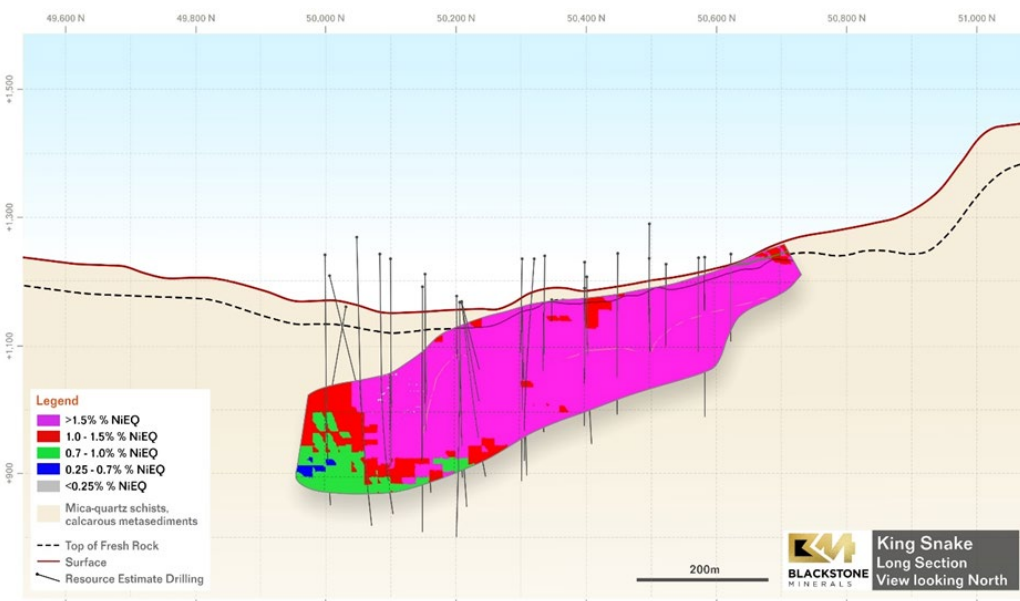 49.600 N 49.800 N 50.000 N 50.200 N 50.400 N 50.600 N 50.800 N 51.000 N
+1.500
+1.300
+1.100
+900
Legend
>1.5% % NiEQ
1.0 - 1.5% % NiEQ
0.7 - 1.0% % NiEQ
0.25 - 0.7% % NiEQ
<0.25% % NiEQ
Mica-quartz schists,
calcarous metasediments
Top of Fresh Rock
Surface
Resource Estimate Drilling
200m
BLACKSTONE
MINERALS
King Snake
Long Section
View looking North